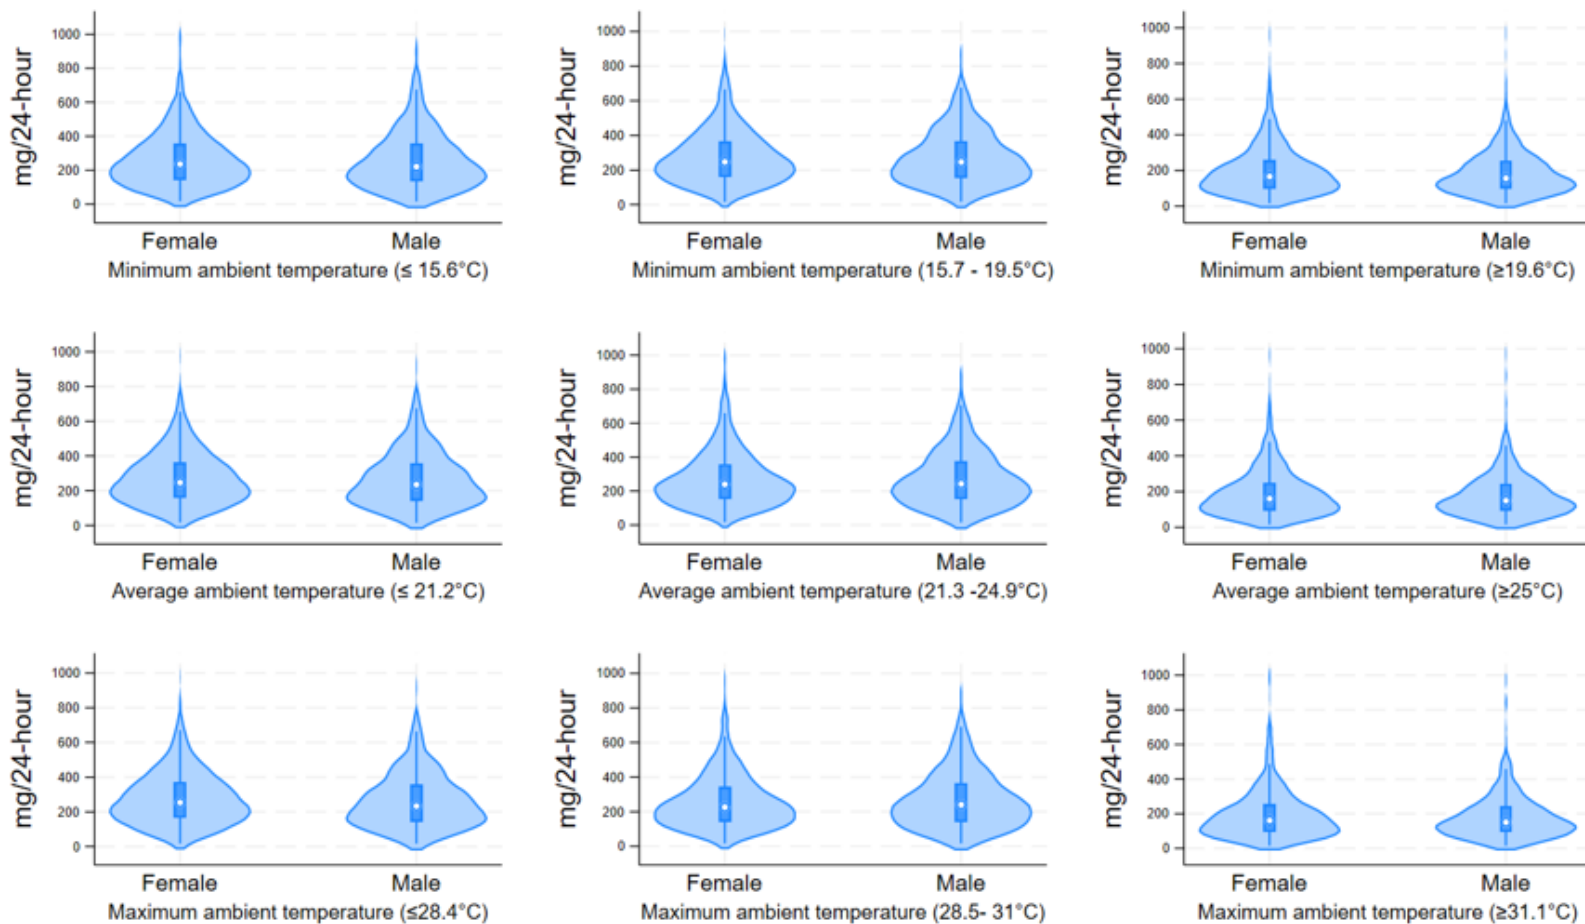 mg/24-hour
1000
800
600
400
200
0
Female Male
Minimum ambient temperature (≤ 15.6°C)
mg/24-hour
1000
800
600
400
200
0
Female Male
Minimum ambient temperature (15.7 - 19.5°C)
mg/24-hour
1000
800
600
400
200
0
Female Male
Minimum ambient temperature (≥19.6°C)
mg/24-hour
1000
800
600
400
200
0
Female Male
Average ambient temperature (≤ 21.2°C)
mg/24-hour
1000
800
600
400
200
0
Female Male
Average ambient temperature (21.3 -24.9°C)
mg/24-hour
1000
800
600
400
200
0
Female Male
Average ambient temperature (≥25°C)
mg/24-hour
1000
800
600
400
200
0
Female Male
Maximum ambient temperature (≤28.4°C)
mg/24-hour
1000
800
600
400
200
0
Female Male
Maximum ambient temperature (28.5- 31°C)
mg/24-hour
1000
800
600
400
200
0
Female Male
Maximum ambient temperature (≥31.1°C)